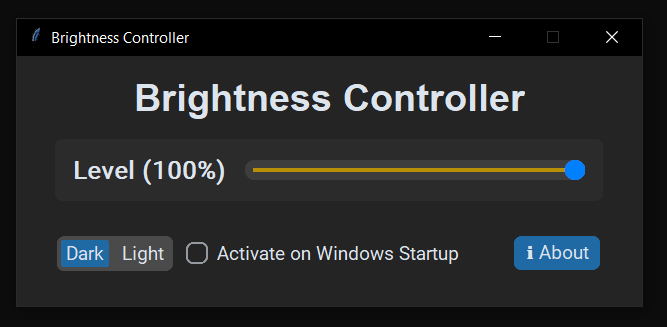 Brightness Controller
Brightness Controller
Level (100%)
Dark Light Activate on Windows Startup ℹ About